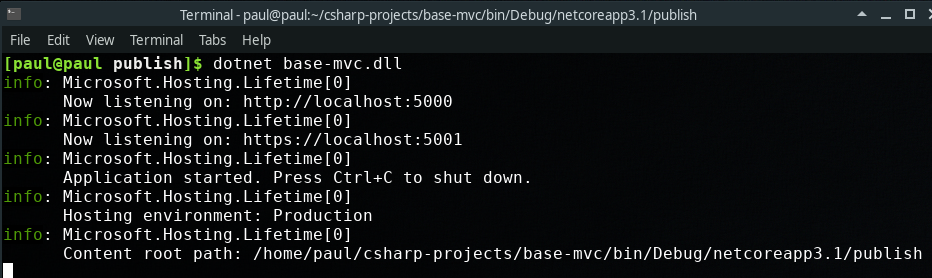 Terminal - paul@paul:~/csharp-projects/base-mvc/bin/Debug/netcoreapp3.1/publish
File Edit View Terminal Tabs Help
[paul@paul publish]$ dotnet base-mvc.dll
info: Microsoft.Hosting.Lifetime[0]
      Now listening on: http://localhost:5000
info: Microsoft.Hosting.Lifetime[0]
      Now listening on: https://localhost:5001
info: Microsoft.Hosting.Lifetime[0]
      Application started. Press Ctrl+C to shut down.
info: Microsoft.Hosting.Lifetime[0]
      Hosting environment: Production
info: Microsoft.Hosting.Lifetime[0]
      Content root path: /home/paul/csharp-projects/base-mvc/bin/Debug/netcoreapp3.1/publish